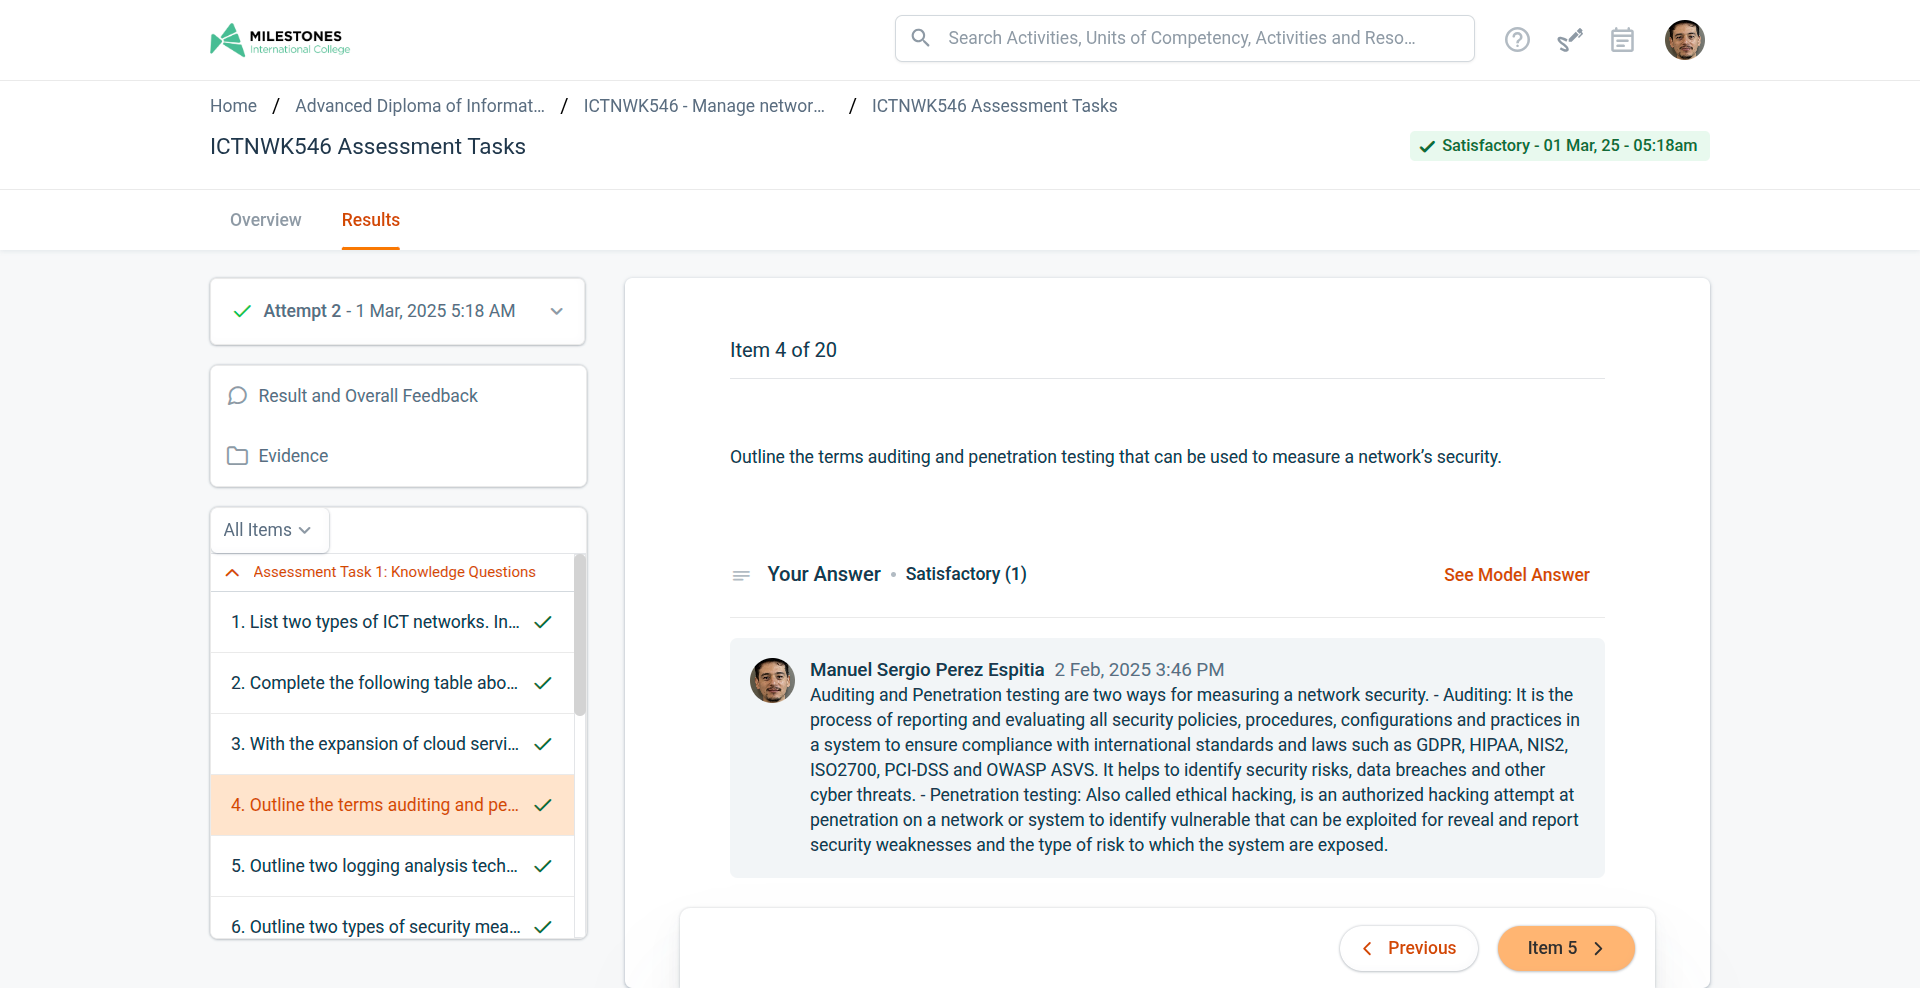 MILESTONES
International College
Search Activities, Units of Competency, Activities and Reso...
Home / Advanced Diploma of Informat... / ICTNWK546 - Manage networ... / ICTNWK546 Assessment Tasks
ICTNWK546 Assessment Tasks
Satisfactory - 01 Mar, 25 - 05:18am
Overview
Results
Attempt 2 - 1 Mar, 2025 5:18 AM
Result and Overall Feedback
Evidence
All Items
Assessment Task 1: Knowledge Questions
1. List two types of ICT networks. In...
2. Complete the following table abo...
3. With the expansion of cloud servi...
4. Outline the terms auditing and pe...
5. Outline two logging analysis tech...
6. Outline two types of security mea...
Item 4 of 20
Outline the terms auditing and penetration testing that can be used to measure a network’s security.
Your Answer • Satisfactory (1)
See Model Answer
Manuel Sergio Perez Espitia 2 Feb, 2025 3:46 PM
Auditing and Penetration testing are two ways for measuring a network security. - Auditing: It is the
process of reporting and evaluating all security policies, procedures, configurations and practices in
a system to ensure compliance with international standards and laws such as GDPR, HIPAA, NIS2,
ISO2700, PCI-DSS and OWASP ASVS. It helps to identify security risks, data breaches and other
cyber threats. - Penetration testing: Also called ethical hacking, is an authorized hacking attempt at
penetration on a network or system to identify vulnerable that can be exploited for reveal and report
security weaknesses and the type of risk to which the system are exposed.
Previous
Item 5